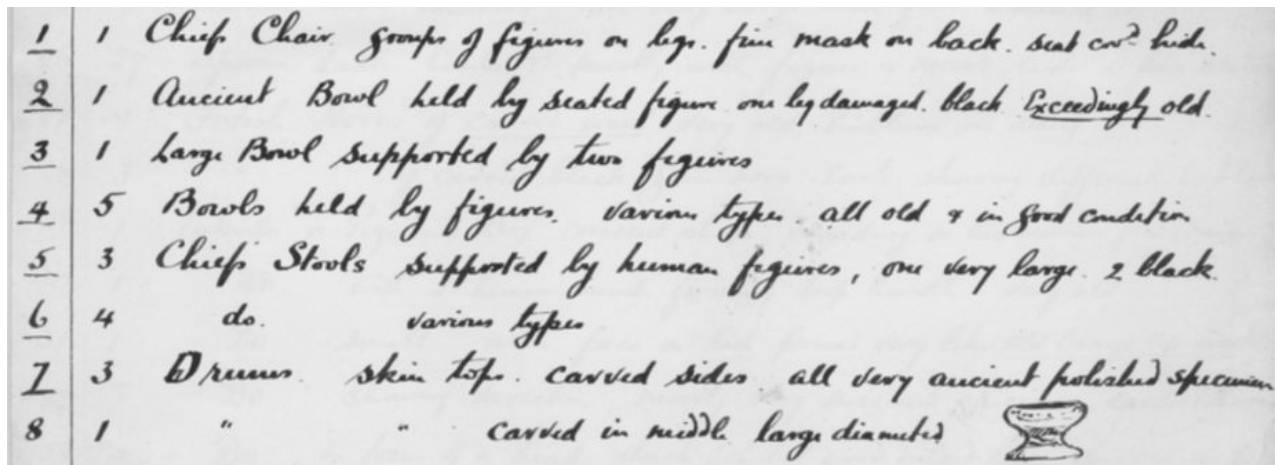 1 1 Chiefs Chair. groups of figures on legs. fine mask on back. seat covd hide.
2 1 Ancient Bowl held by seated figure one leg damaged. black Exceedingly old.
3 1 Large Bowl supported by two figures
4 5 Bowls held by figures. various types. all old & in good condition
5 3 Chiefs Stools supported by human figures, one very large. 2 black.
6 4 do. various types
7 3 Drums. skin tops. carved sides all very ancient polished specimen
8 1 " " carved in middle large diameted